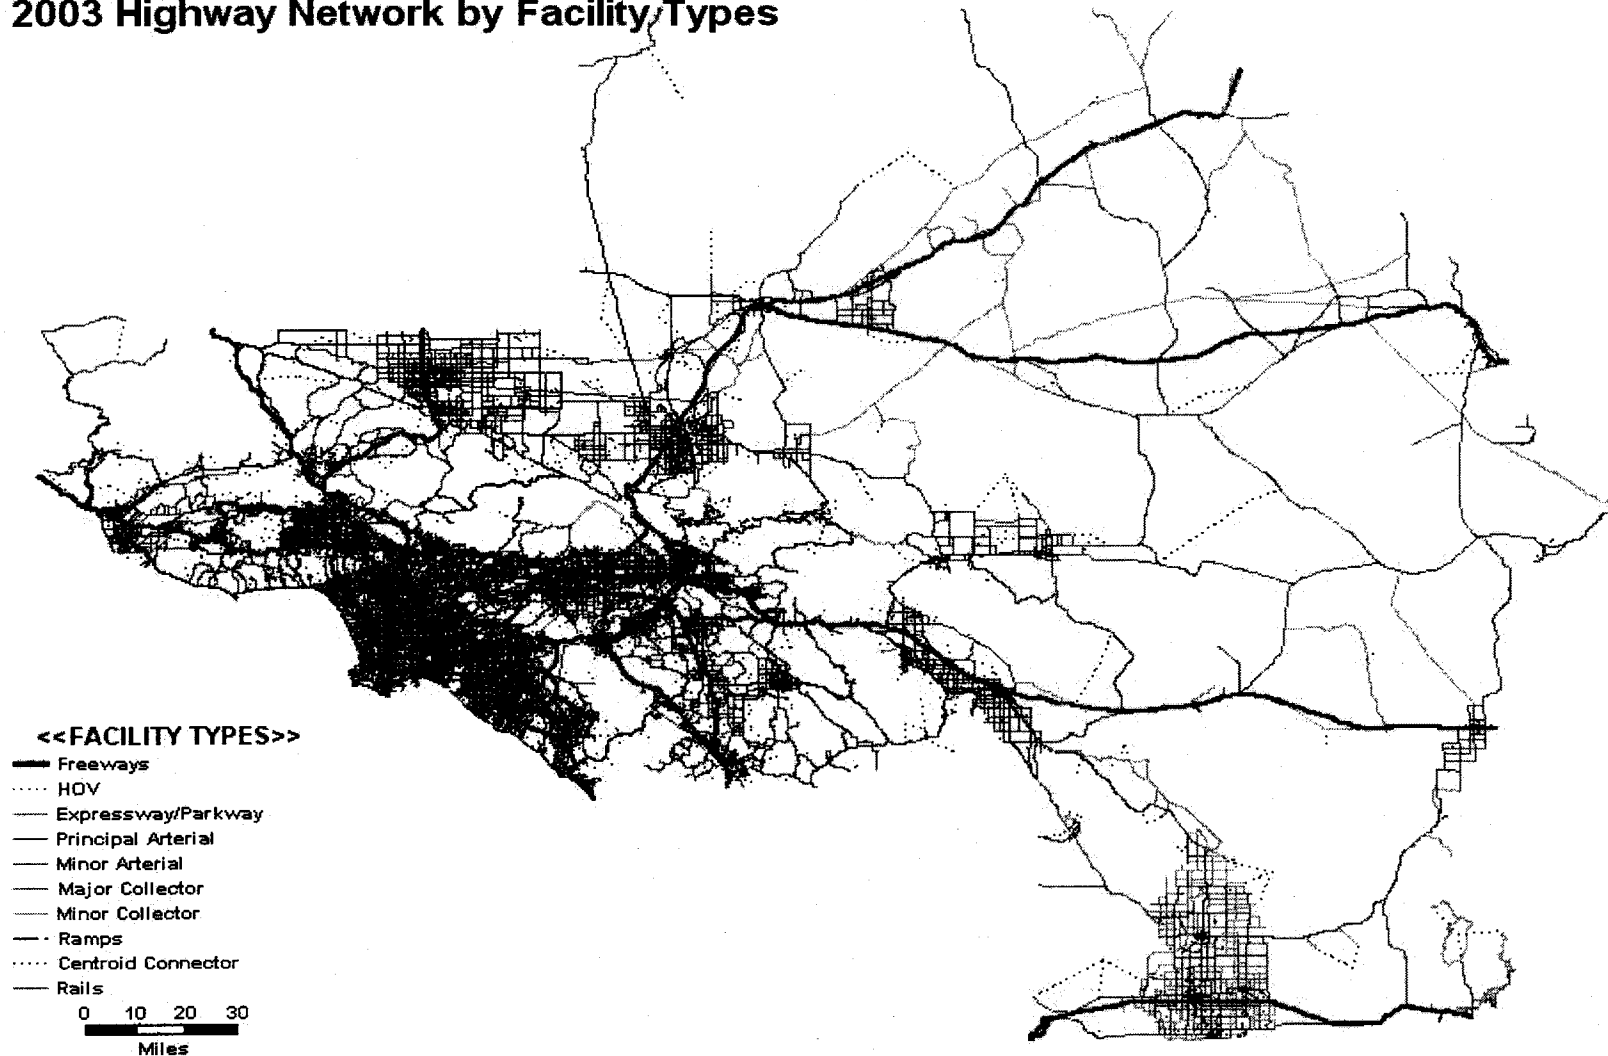 2003 Highway Network by Facility Types
<<FACILITY TYPES>>
Freeways
HOV
Expressway/Parkway
Principal Arterial
Minor Arterial
Major Collector
Minor Collector
Ramps
Centroid Connector
Rails
0 10 20 30
Miles